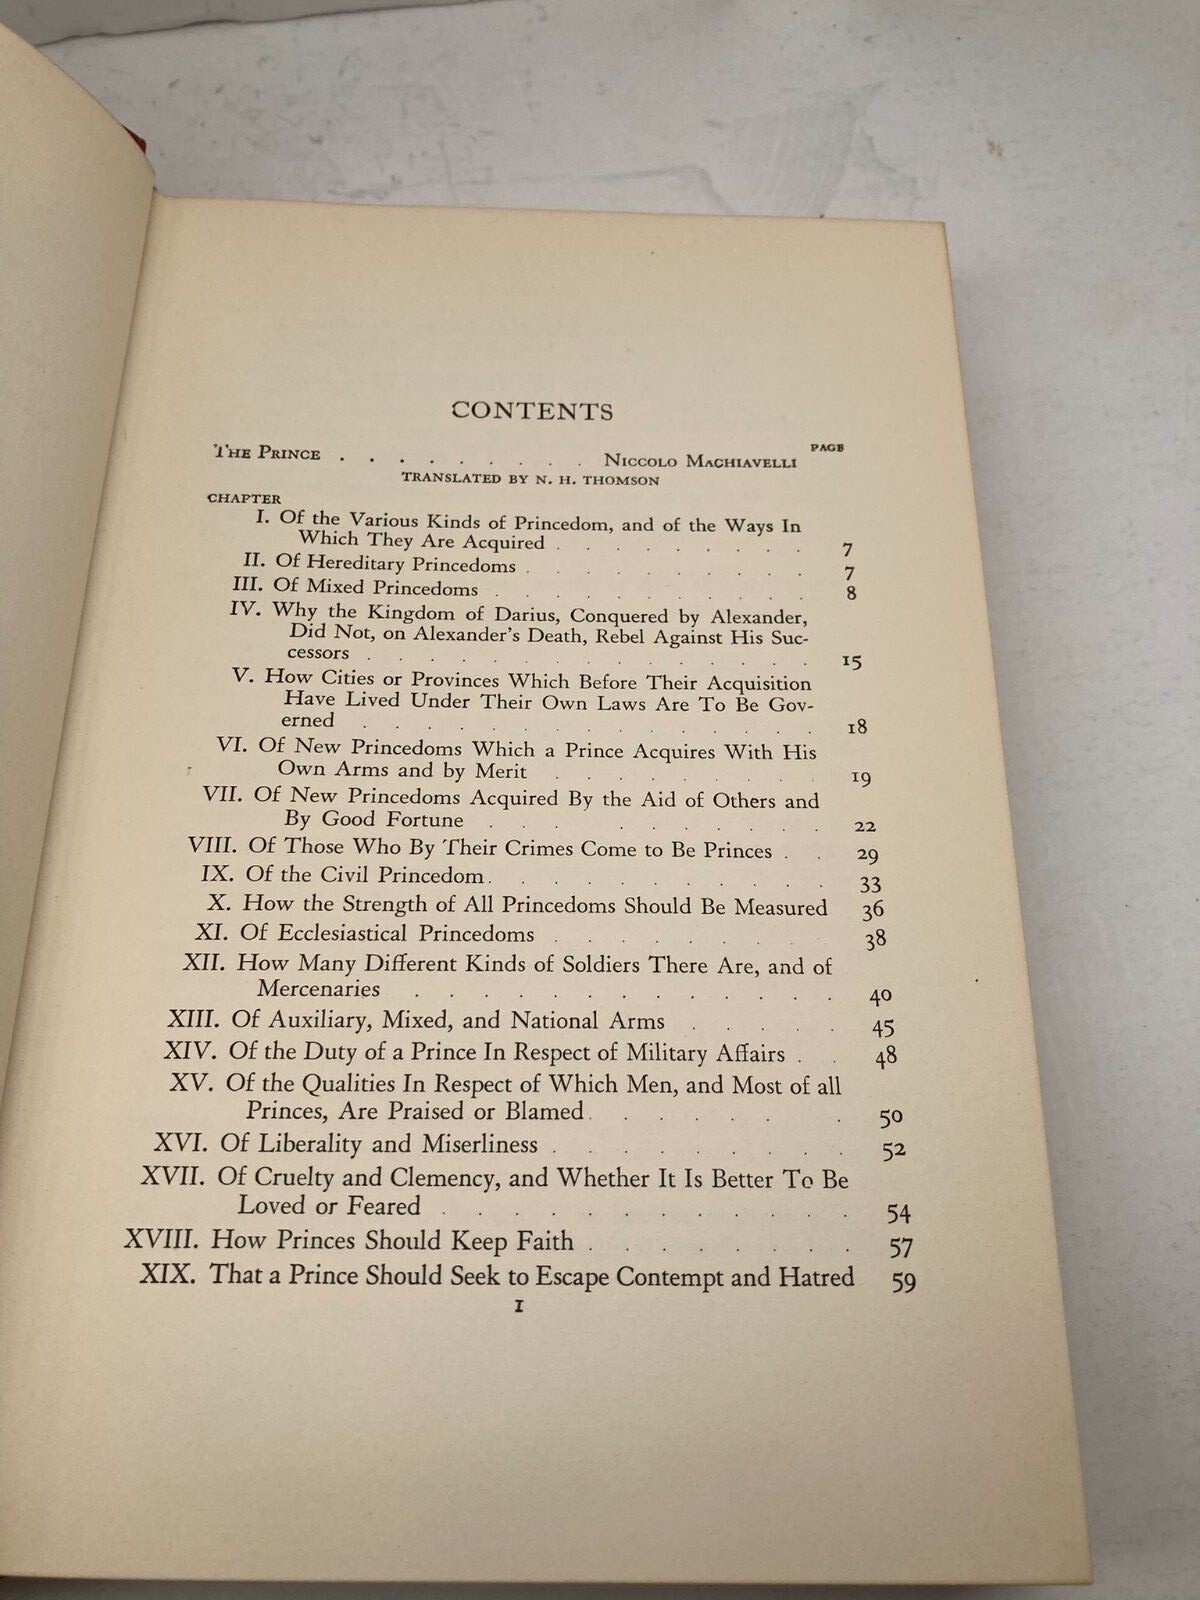 CONTENTS
PAGE
THE PRINCE . . . . . . . . . NICCOLO MACHIAVELLI
TRANSLATED BY N. H. THOMSON
CHAPTER
I. Of the Various Kinds of Princedom, and of the Ways In
Which They Are Acquired . . . . . . . . . 7
II. Of Hereditary Princedoms . . . . . . . . . . 7
III. Of Mixed Princedoms . . . . . . . . . . . 8
IV. Why the Kingdom of Darius, Conquered by Alexander,
Did Not, on Alexander's Death, Rebel Against His Suc-
cessors . . . . . . . . . . . . . . . 15
V. How Cities or Provinces Which Before Their Acquisition
Have Lived Under Their Own Laws Are To Be Gov-
erned . . . . . . . . . . . . . . . 18
VI. Of New Princedoms Which a Prince Acquires With His
Own Arms and by Merit . . . . . . . . . 19
VII. Of New Princedoms Acquired By the Aid of Others and
By Good Fortune . . . . . . . . . . . 22
VIII. Of Those Who By Their Crimes Come to Be Princes . . 29
IX. Of the Civil Princedom . . . . . . . . . . . 33
X. How the Strength of All Princedoms Should Be Measured 36
XI. Of Ecclesiastical Princedoms . . . . . . . . . 38
XII. How Many Different Kinds of Soldiers There Are, and of
Mercenaries . . . . . . . . . . . . . 40
XIII. Of Auxiliary, Mixed, and National Arms . . . . . 45
XIV. Of the Duty of a Prince In Respect of Military Affairs . . 48
XV. Of the Qualities In Respect of Which Men, and Most of all
Princes, Are Praised or Blamed . . . . . . . 50
XVI. Of Liberality and Miserliness . . . . . . . . . 52
XVII. Of Cruelty and Clemency, and Whether It Is Better To Be
Loved or Feared . . . . . . . . . . . . 54
XVIII. How Princes Should Keep Faith . . . . . . . . 57
XIX. That a Prince Should Seek to Escape Contempt and Hatred 59
1